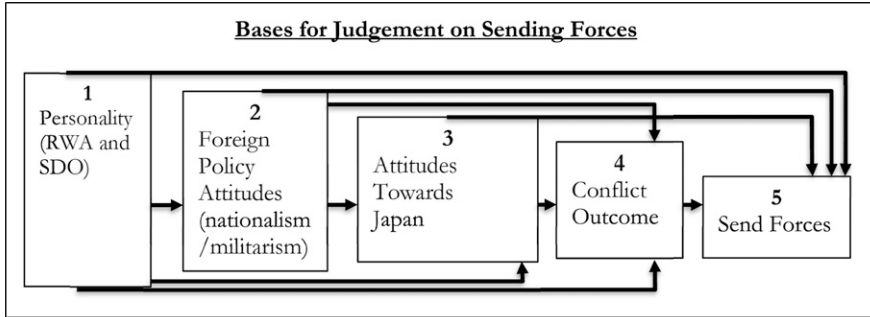 Bases for Judgement on Sending Forces
1
Personality
(RWA and
SDO)
2
Foreign
Policy
Attitudes
(nationalism
/militarism)
3
Attitudes
Towards
Japan
4
Conflict
Outcome
5
Send Forces